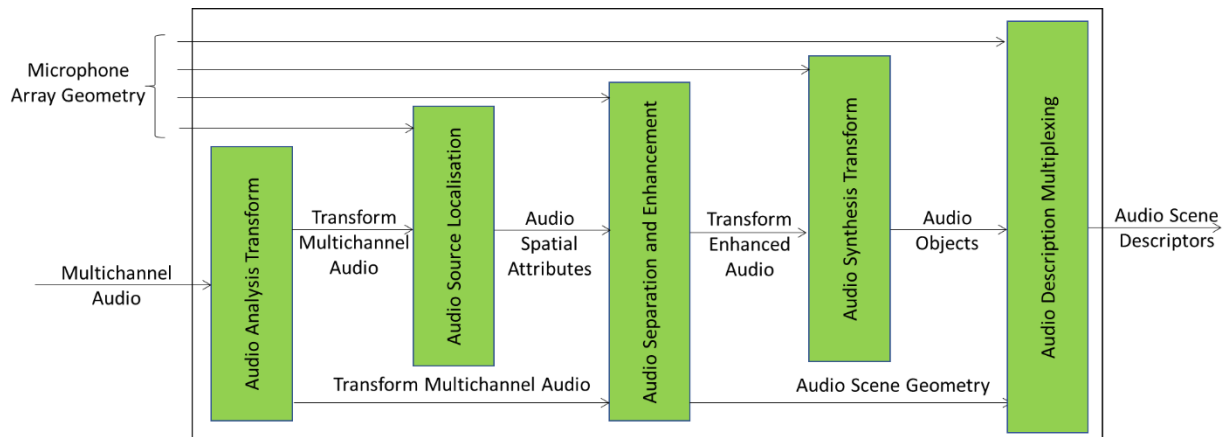 Microphone
Array Geometry
Multichannel
Audio
Audio Analysis Transform
Transform
Multichannel
Audio
Audio Source Localisation
Audio
Spatial
Attributes
Transform Multichannel Audio
Audio Separation and Enhancement
Transform
Enhanced
Audio
Audio Synthesis Transform
Audio
Objects
Audio Scene Geometry
Audio Description Multiplexing
Audio Scene
Descriptors